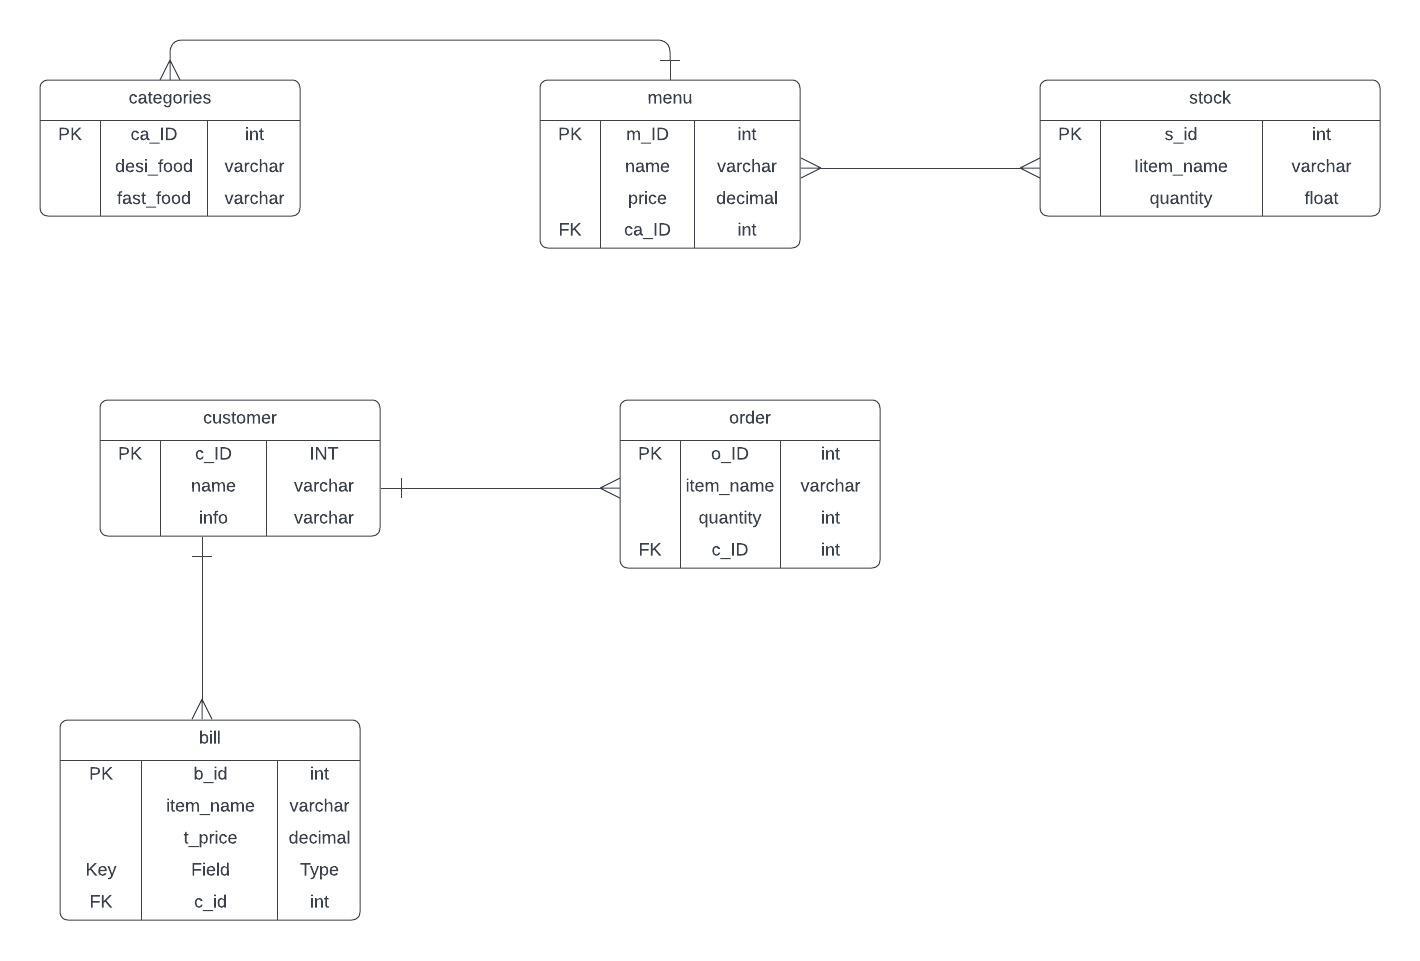 categories
PK ca_ID int
desi_food varchar
fast_food varchar
menu
PK m_ID int
name varchar
price decimal
FK ca_ID int
stock
PK s_id int
Iitem_name varchar
quantity float
customer
PK c_ID INT
name varchar
info varchar
order
PK o_ID int
item_name varchar
quantity int
FK c_ID int
bill
PK b_id int
item_name varchar
t_price decimal
Key Field Type
FK c_id int